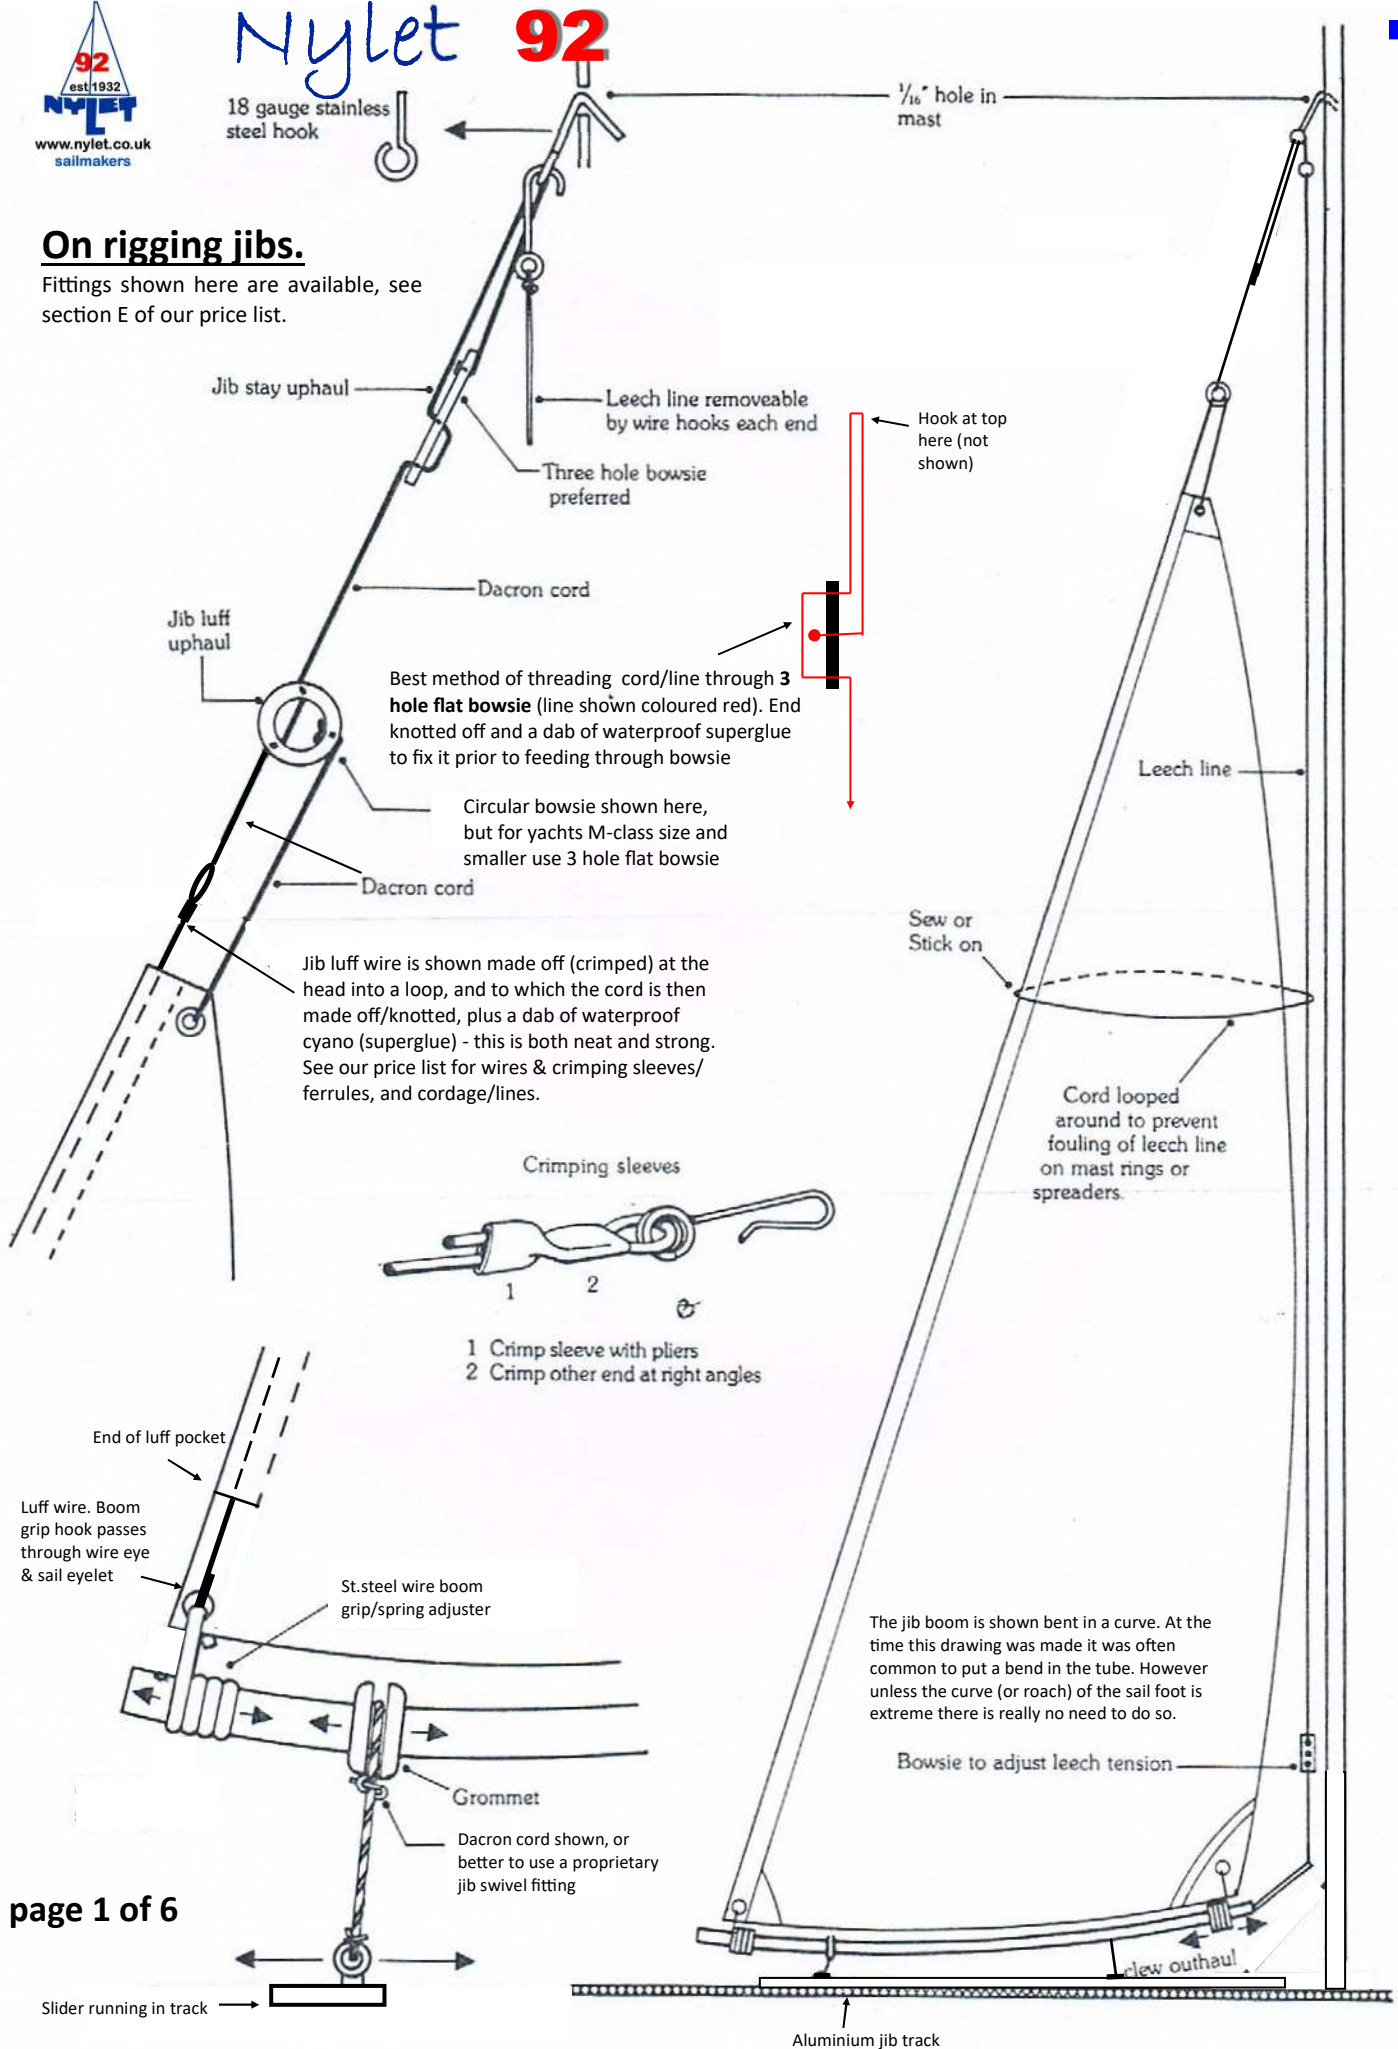 Nylet 92
92
est 1932
NYLET
www.nylet.co.uk
sailmakers
18 gauge stainless
steel hook
1/16" hole in
mast
On rigging jibs.
Fittings shown here are available, see
section E of our price list.
Jib stay uphaul
Leech line removeable
by wire hooks each end
Hook at top
here (not
shown)
Three hole bowsie
preferred
Dacron cord
Jib luff
uphaul
Best method of threading cord/line through 3
hole flat bowsie (line shown coloured red). End
knotted off and a dab of waterproof superglue
to fix it prior to feeding through bowsie
Leech line
Circular bowsie shown here,
but for yachts M-class size and
smaller use 3 hole flat bowsie
Dacron cord
Sew or
Stick on
Jib luff wire is shown made off (crimped) at the
head into a loop, and to which the cord is then
made off/knotted, plus a dab of waterproof
cyano (superglue) - this is both neat and strong.
See our price list for wires & crimping sleeves/
ferrules, and cordage/lines.
Cord looped
around to prevent
fouling of leech line
on mast rings or
spreaders.
Crimping sleeves
1
2
1 Crimp sleeve with pliers
2 Crimp other end at right angles
End of luff pocket
Luff wire. Boom
grip hook passes
through wire eye
& sail eyelet
St.steel wire boom
grip/spring adjuster
The jib boom is shown bent in a curve. At the
time this drawing was made it was often
common to put a bend in the tube. However
unless the curve (or roach) of the sail foot is
extreme there is really no need to do so.
Bowsie to adjust leech tension
Grommet
Dacron cord shown, or
better to use a proprietary
jib swivel fitting
page 1 of 6
clew outhaul
Slider running in track
Aluminium jib track